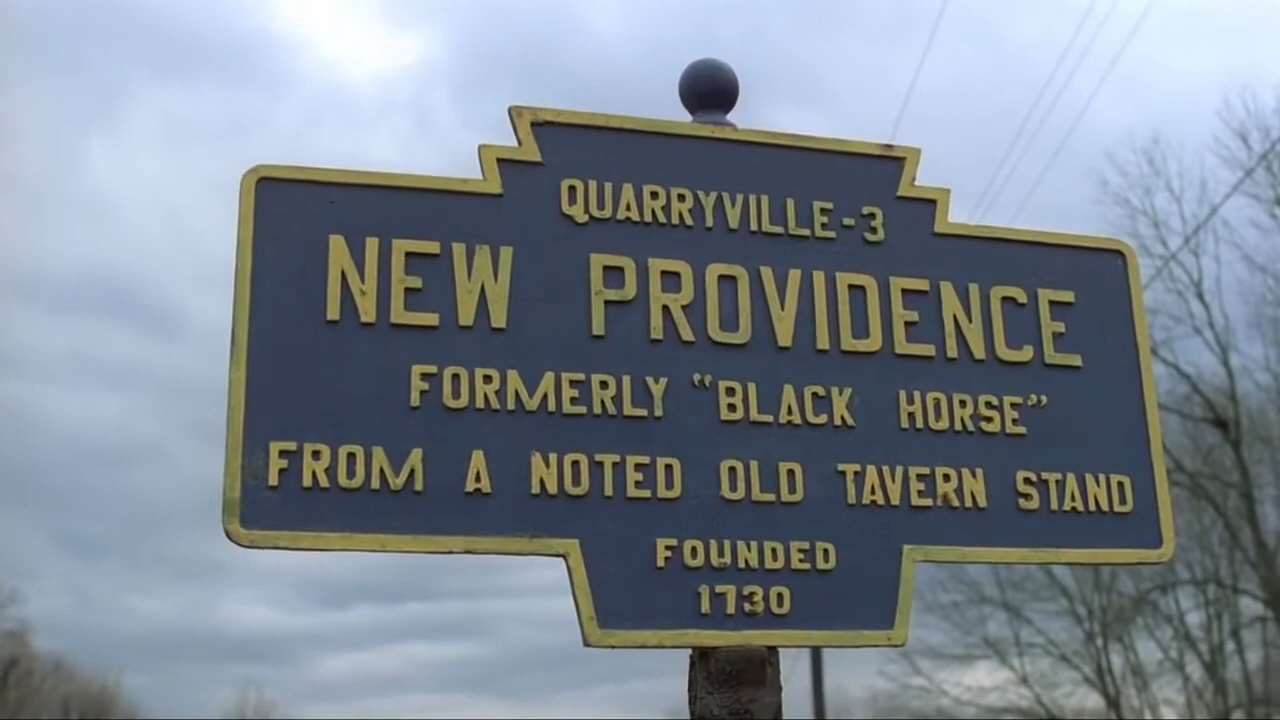 QUARRYVILLE-3
NEW PROVIDENCE
FORMERLY "BLACK HORSE"
FROM A NOTED OLD TAVERN STAND
FOUNDED
1730